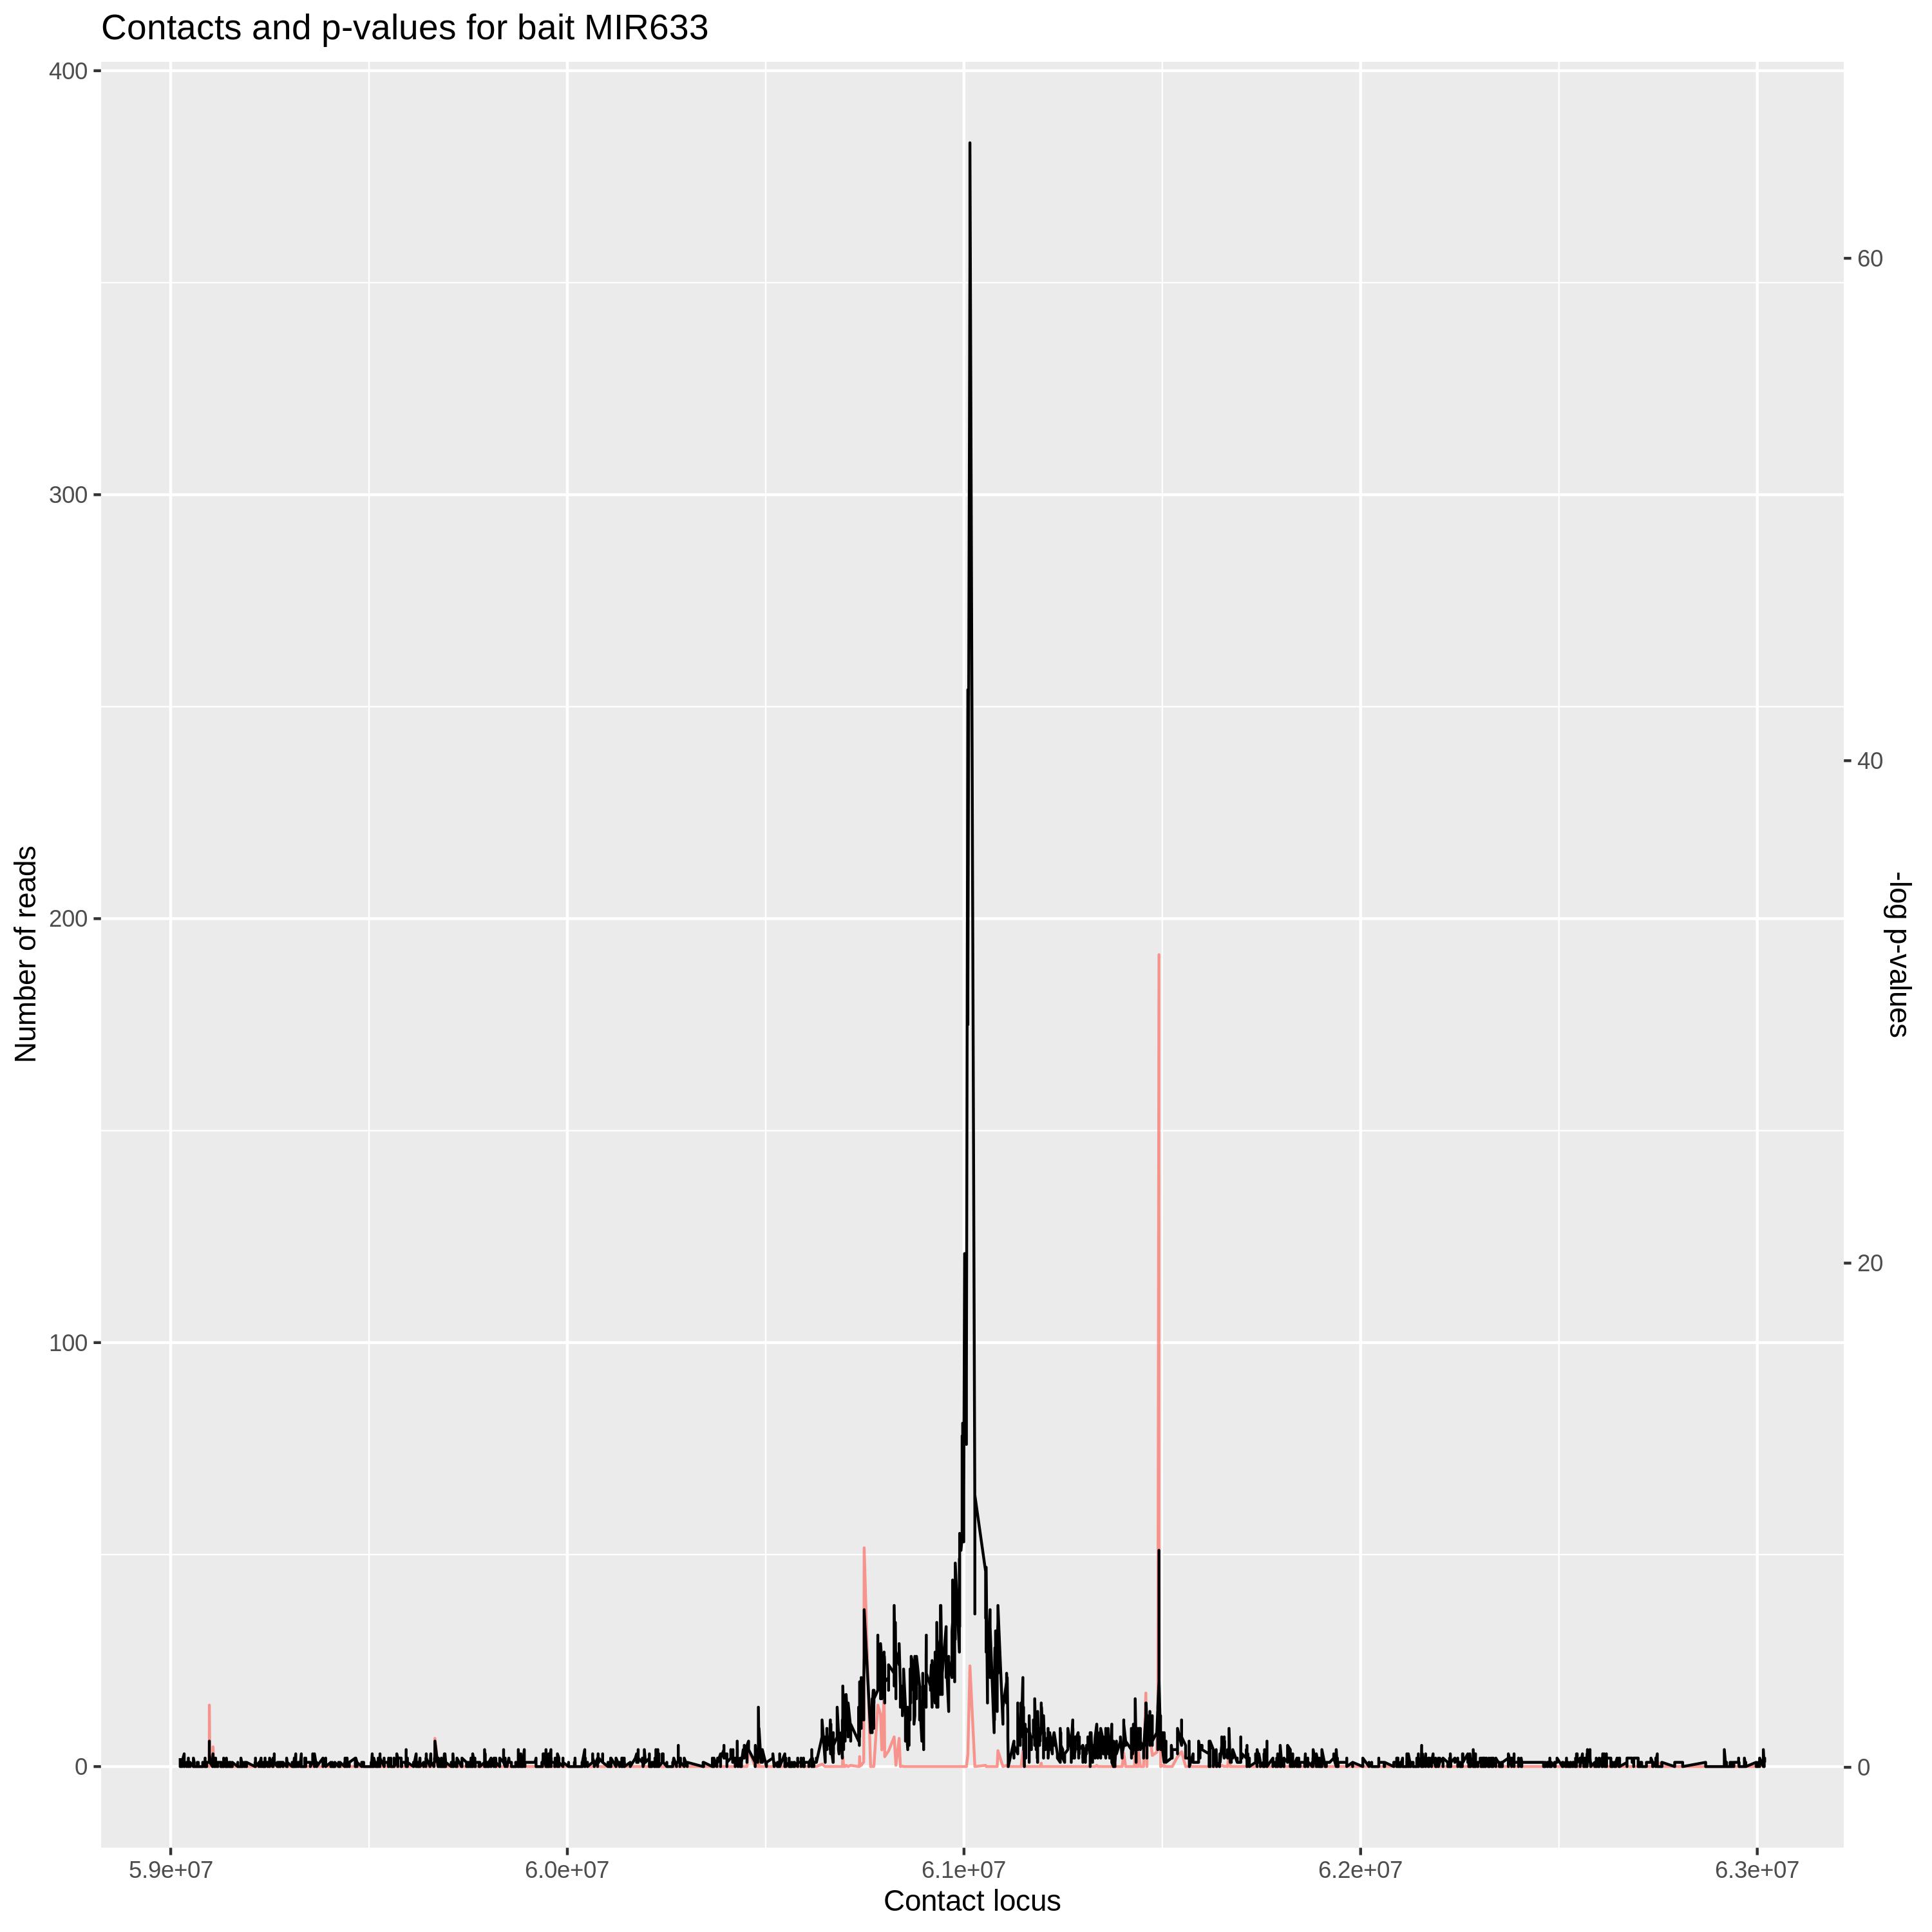 Contacts and p-values for bait MIR633
400
300
200
100
0
Number of reads
60
40
20
0
-log p-values
5.9e+07
6.0e+07
6.1e+07
6.2e+07
6.3e+07
Contact locus